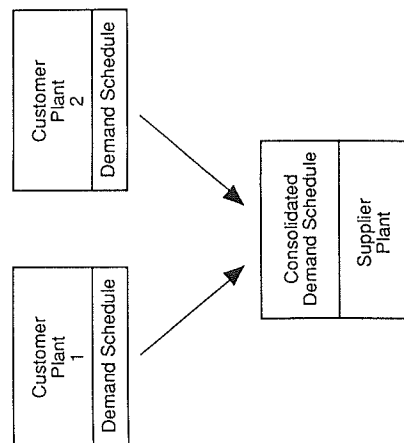 Customer
Plant
1
Demand Schedule
Customer
Plant
2
Demand Schedule
Consolidated
Demand Schedule
Supplier
Plant